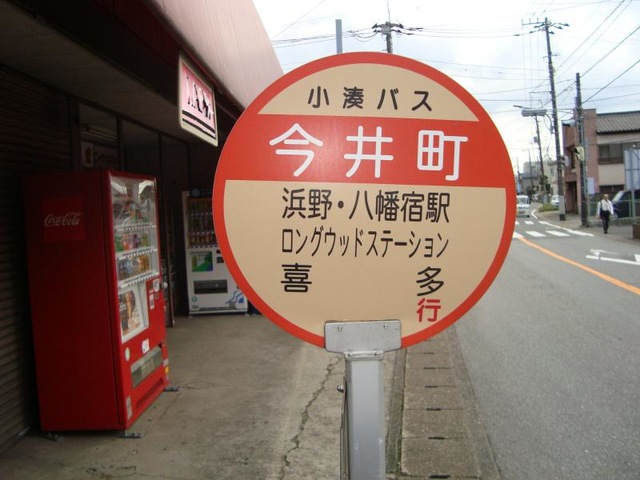 小湊バス
今井町
浜野・八幡宿駅
ロングウッドステーション
喜多
行
Coca-Cola